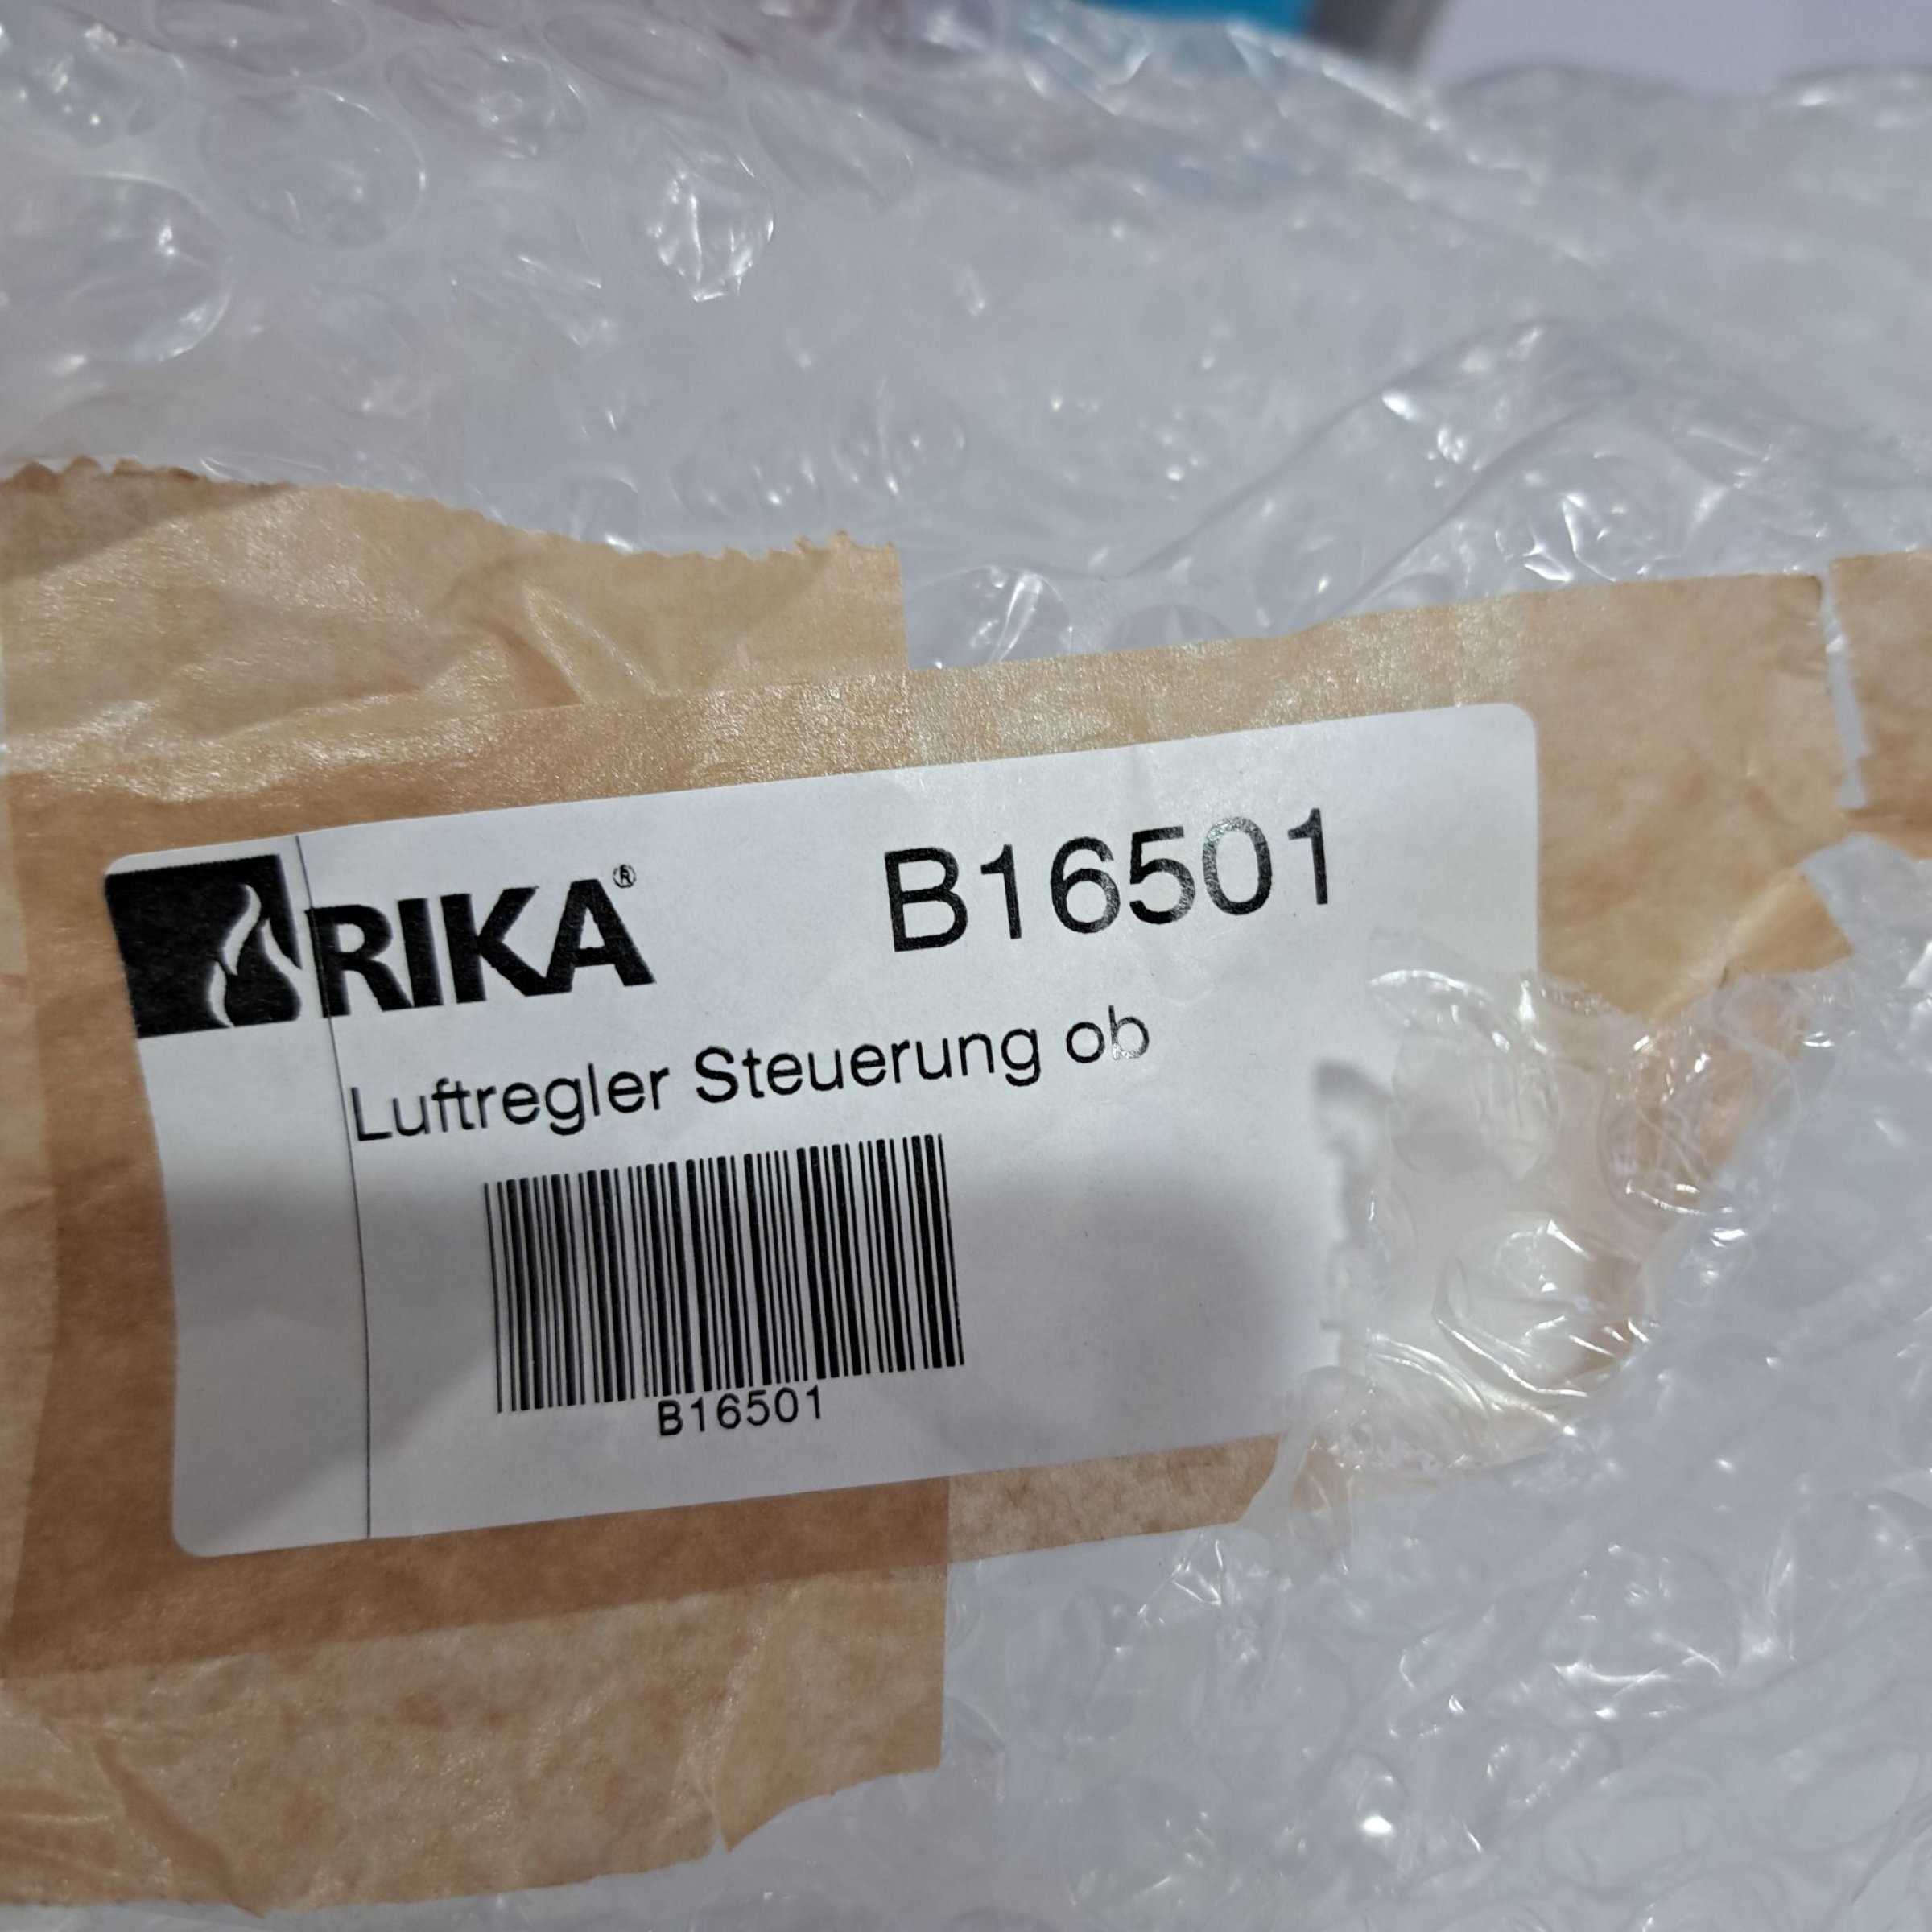 RIKA®
B16501
Luftregler Steuerung ob
B16501